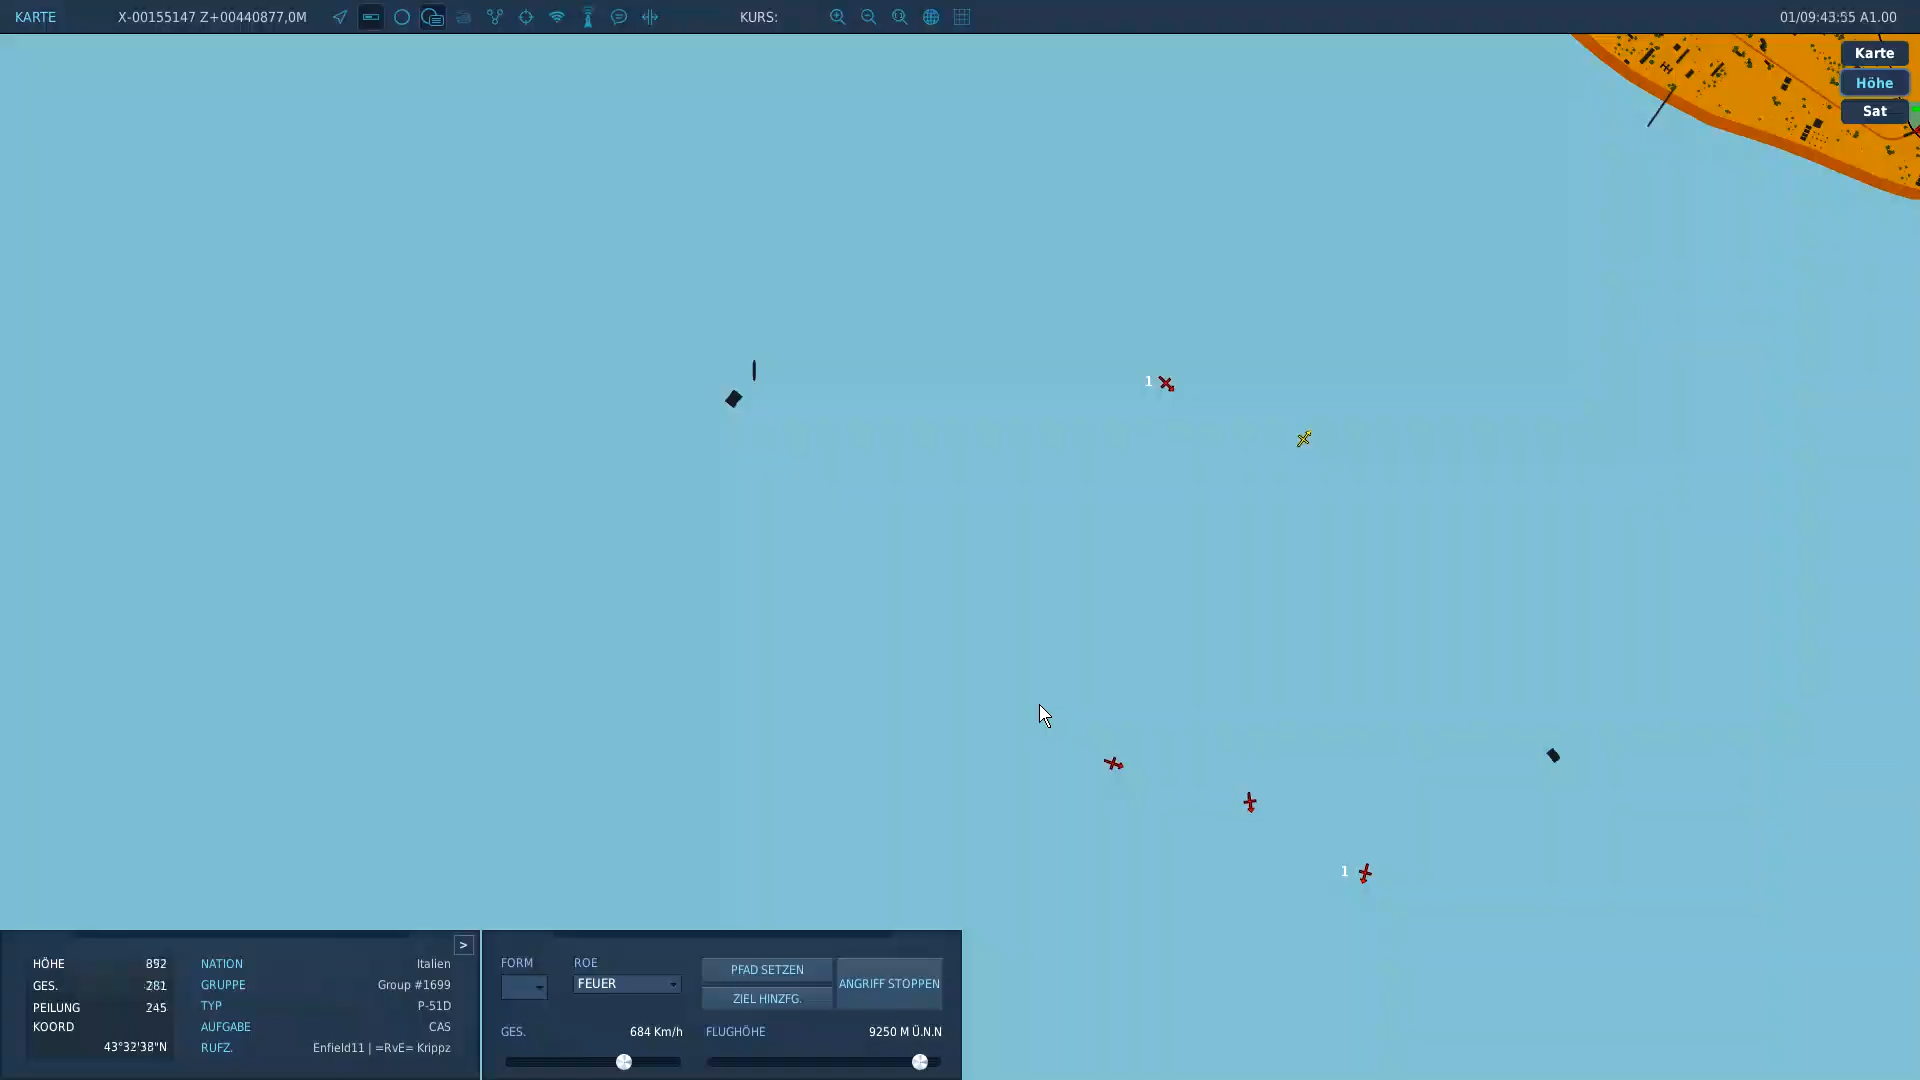 KARTE X-00155147 Z+00440877,0M KURS: 01/09:43:55 A1.00
Karte
Höhe
Sat
1
1
>
HÖHE 892
GES. 281
PEILUNG 245
KOORD
43°32'38"N
NATION Italien
GRUPPE Group #1699
TYP P-51D
AUFGABE CAS
RUFZ. Enfield11 | =RvE= Krippz
FORM ROE
FEUER
PFAD SETZEN
ZIEL HINZFG.
ANGRIFF STOPPEN
GES. 684 Km/h FLUGHÖHE 9250 M Ü.N.N